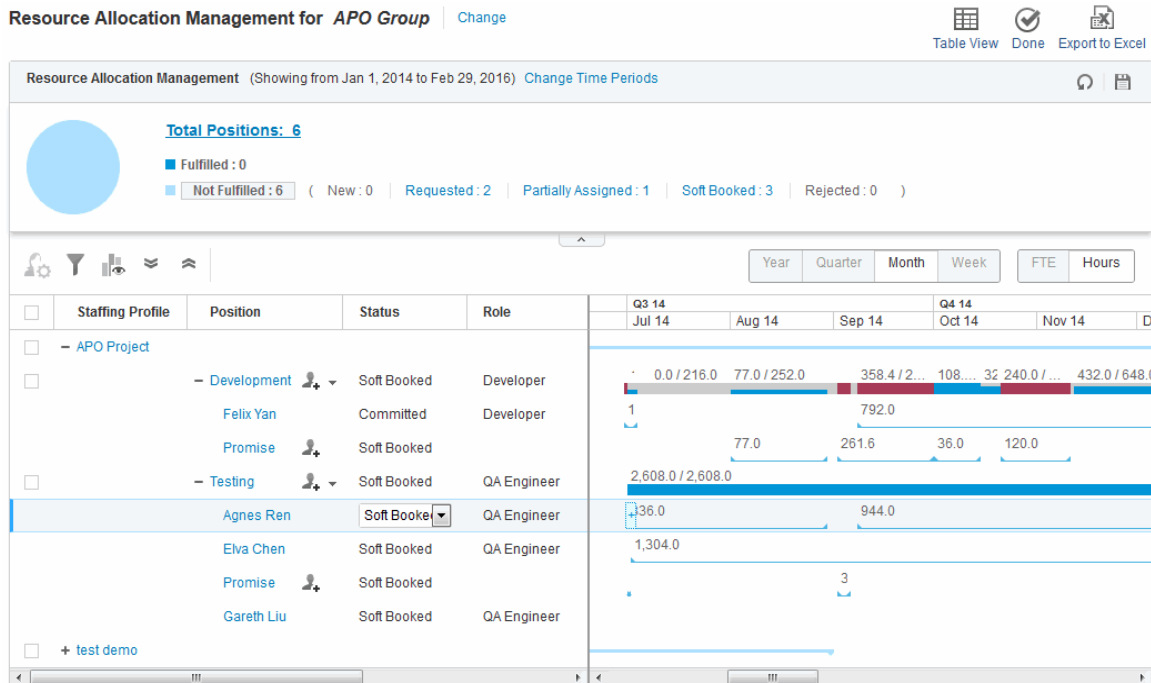 Resource Allocation Management for APO Group Change
Table View Done Export to Excel
Resource Allocation Management (Showing from Jan 1, 2014 to Feb 29, 2016) Change Time Periods
Total Positions: 6
Fulfilled : 0
Not Fulfilled : 6 ( New : 0 Requested : 2 Partially Assigned : 1 Soft Booked : 3 Rejected : 0 )
Year Quarter Month Week FTE Hours
Q3 14 Q4 14
Staffing Profile Position Status Role
Jul 14 Aug 14 Sep 14 Oct 14 Nov 14 D
− APO Project
− Development Soft Booked Developer 0.0 / 216.0 77.0 / 252.0 358.4 / 2... 108.... 32 240.0 / ... 432.0 / 648.0
Felix Yan Committed Developer 1 792.0
Promise Soft Booked 77.0 261.6 36.0 120.0
− Testing Soft Booked QA Engineer 2,608.0 / 2,608.0
Agnes Ren Soft Booke QA Engineer 36.0 944.0
Elva Chen Soft Booked QA Engineer 1,304.0
Promise Soft Booked 3
Gareth Liu Soft Booked QA Engineer
+ test demo